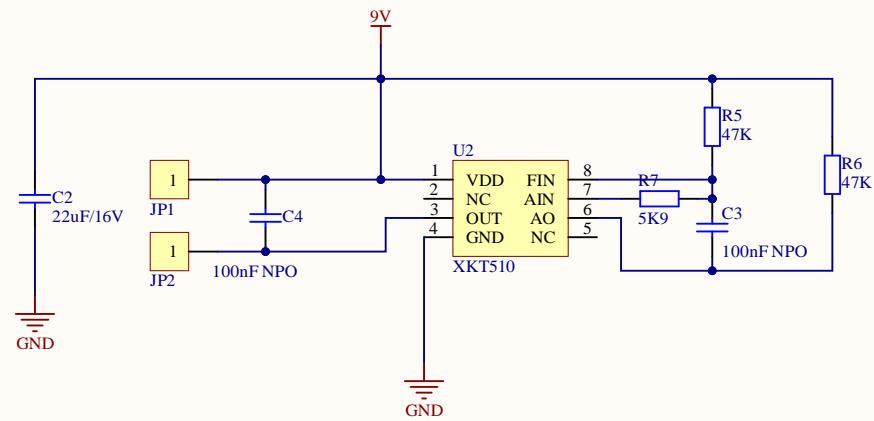 9V
R5
47K
R6
47K
U2
1 VDD FIN 8
2 NC AIN 7
3 OUT AO 6
4 GND NC 5
XKT510
R7
5K9
C3
100nF NPO
1
JP1
C4
1
JP2
100nF NPO
C2
22uF/16V
GND
GND